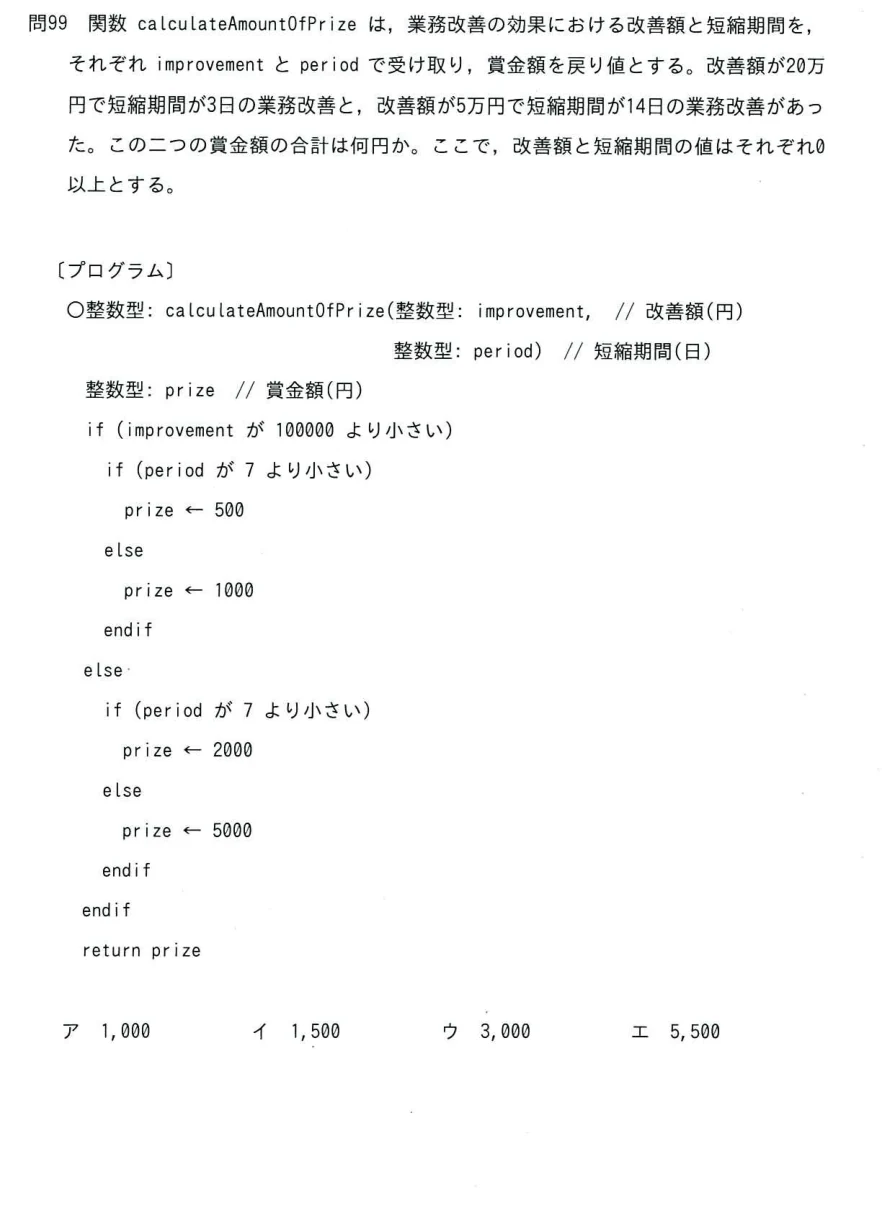 問99 関数 calculateAmountOfPrize は，業務改善の効果における改善額と短縮期間を，
それぞれ improvement と period で受け取り，賞金額を戻り値とする。改善額が20万
円で短縮期間が3日の業務改善と，改善額が5万円で短縮期間が14日の業務改善があっ
た。この二つの賞金額の合計は何円か。ここで，改善額と短縮期間の値はそれぞれ0
以上とする。
〔プログラム〕
○整数型: calculateAmountOfPrize(整数型: improvement, // 改善額(円)
整数型: period) // 短縮期間(日)
整数型: prize // 賞金額(円)
if (improvement が 100000 より小さい)
if (period が 7 より小さい)
prize ← 500
else
prize ← 1000
endif
else
if (period が 7 より小さい)
prize ← 2000
else
prize ← 5000
endif
endif
return prize
ア 1,000 イ 1,500 ウ 3,000 エ 5,500